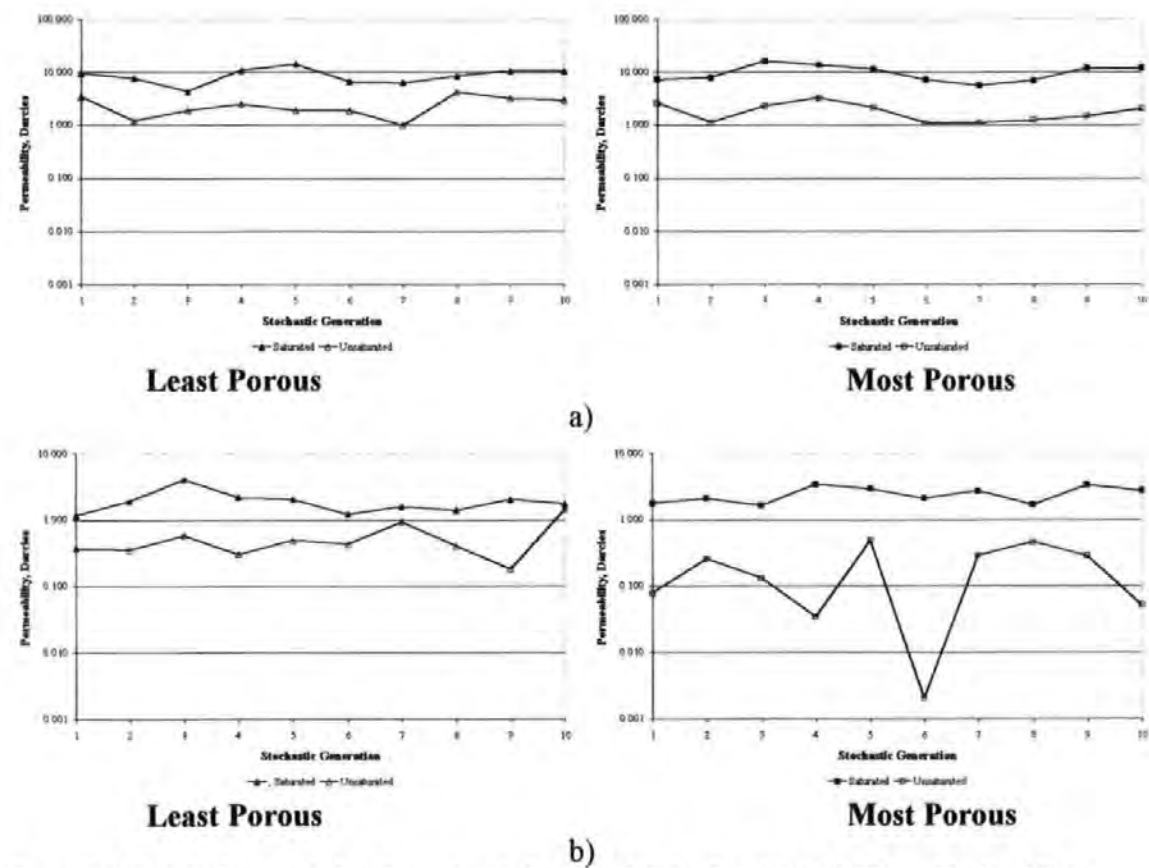 100.000
10.000
1.000
0.100
0.010
0.001
Permeability, Darcies
1 2 3 4 5 6 7 8 9 10
Stochastic Generation
Saturated Unsaturated
Least Porous
100.000
10.000
1.000
0.100
0.010
0.001
Permeability, Darcies
1 2 3 4 5 6 7 8 9 10
Stochastic Generation
Saturated Unsaturated
Most Porous
a)
10.000
1.000
0.100
0.010
0.001
Permeability, Darcies
1 2 3 4 5 6 7 8 9 10
Stochastic Generation
Saturated Unsaturated
Least Porous
10.000
1.000
0.100
0.010
0.001
Permeability, Darcies
1 2 3 4 5 6 7 8 9 10
Stochastic Generation
Saturated Unsaturated
Most Porous
b)